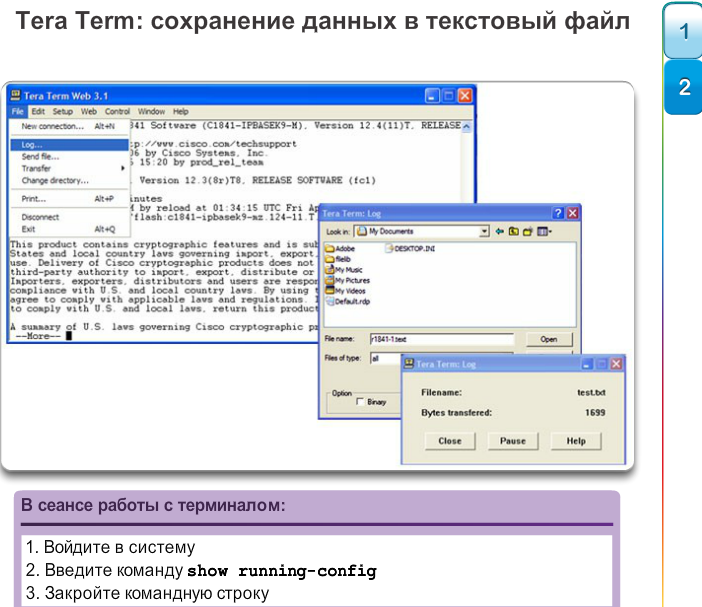 Tera Term: сохранение данных в текстовый файл
1
2
Tera Term Web 3.1
File Edit Setup Web Control Window Help
New connection... Alt+N
Log...
Send file...
Transfer
Change directory...
Print... Alt+P
Disconnect
Exit Alt+Q
841 Software (C1841-IPBASEK9-M), Version 12.4(11)T, RELEASE
tp://www.cisco.com/techsupport
06 by Cisco Systems, Inc.
15:20 by prod_rel_team
, Version 12.3(8r)T8, RELEASE SOFTWARE (fc1)
inutes
M by reload at 01:34:15 UTC Fri Ap
"flash:c1841-ipbasek9-mz.124-11.T
This product contains cryptographic features and is sub
States and local country laws governing import, export,
use. Delivery of Cisco cryptographic products does not
third-party authority to import, export, distribute or
Importers, exporters, distributors and users are respon
compliance with U.S. and local country laws. By using t
agree to comply with applicable laws and regulations. I
to comply with U.S. and local laws, return this product
A summary of U.S. laws governing Cisco cryptographic pr
--More--
Tera Term: Log
Look in: My Documents
Adobe
filelib
My Music
My Pictures
My Videos
Default.rdp
DESKTOP.INI
File name: r1841-1.text Open
Files of type: all
Option
Binary
Tera Term: Log
Filename: test.txt
Bytes transfered: 1699
Close Pause Help
В сеансе работы с терминалом:
1. Войдите в систему
2. Введите команду show running-config
3. Закройте командную строку